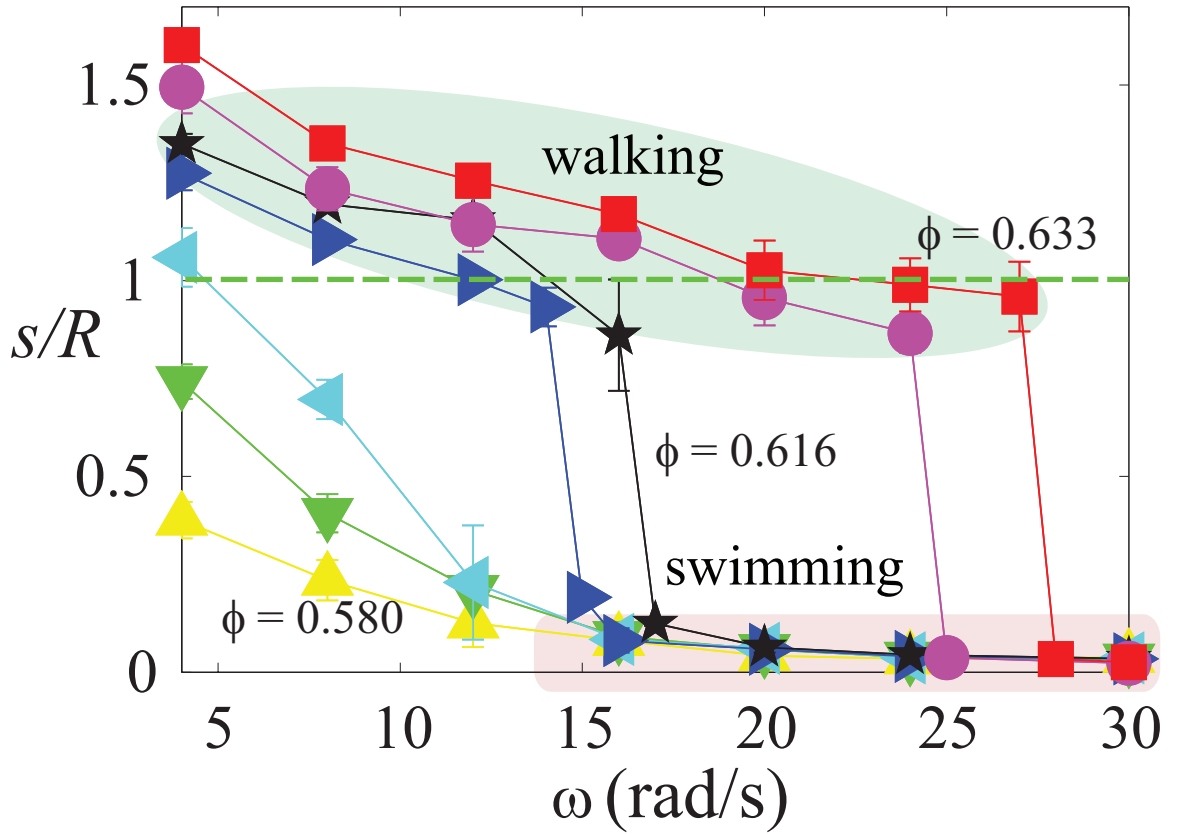 1.5
walking
ϕ = 0.633
1
s/R
ϕ = 0.616
0.5
swimming
ϕ = 0.580
0
5 10 15 20 25 30
ω (rad/s)